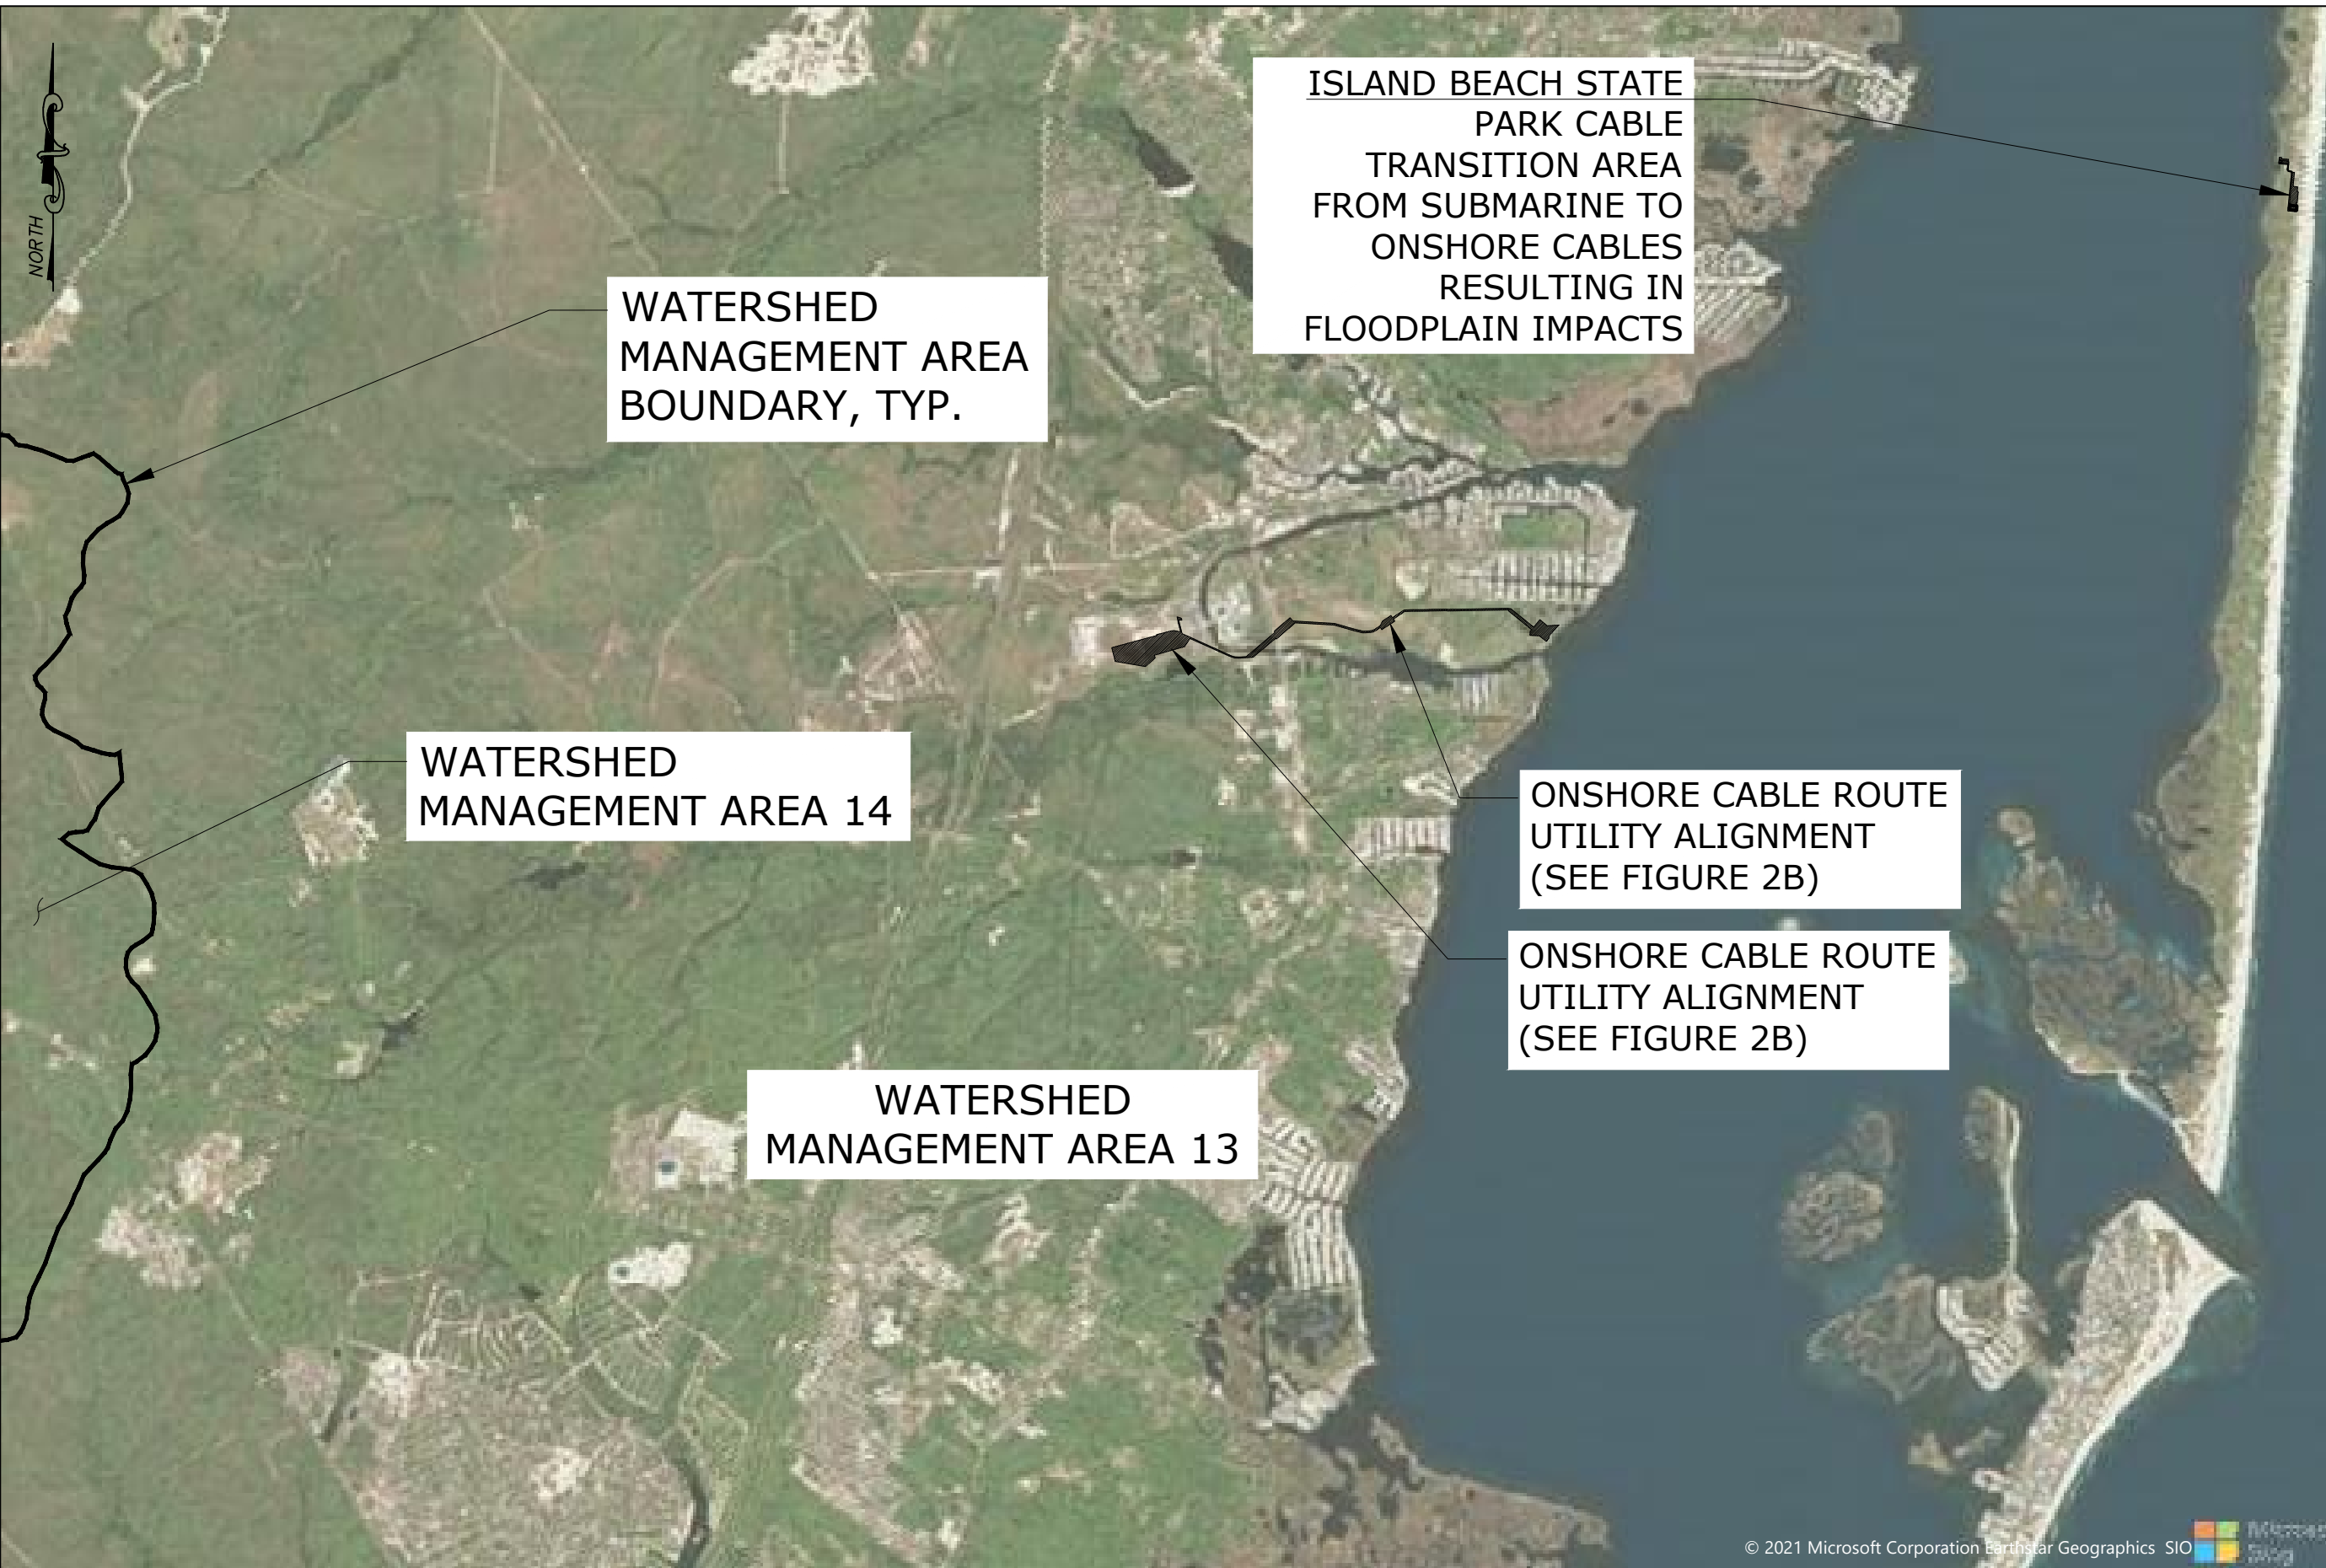 ISLAND BEACH STATE
PARK CABLE
TRANSITION AREA
FROM SUBMARINE TO
ONSHORE CABLES
RESULTING IN
FLOODPLAIN IMPACTS
NORTH
WATERSHED
MANAGEMENT AREA
BOUNDARY, TYP.
WATERSHED
MANAGEMENT AREA 14
ONSHORE CABLE ROUTE
UTILITY ALIGNMENT
(SEE FIGURE 2B)
ONSHORE CABLE ROUTE
UTILITY ALIGNMENT
(SEE FIGURE 2B)
WATERSHED
MANAGEMENT AREA 13
© 2021 Microsoft Corporation Earthstar Geographics SIO